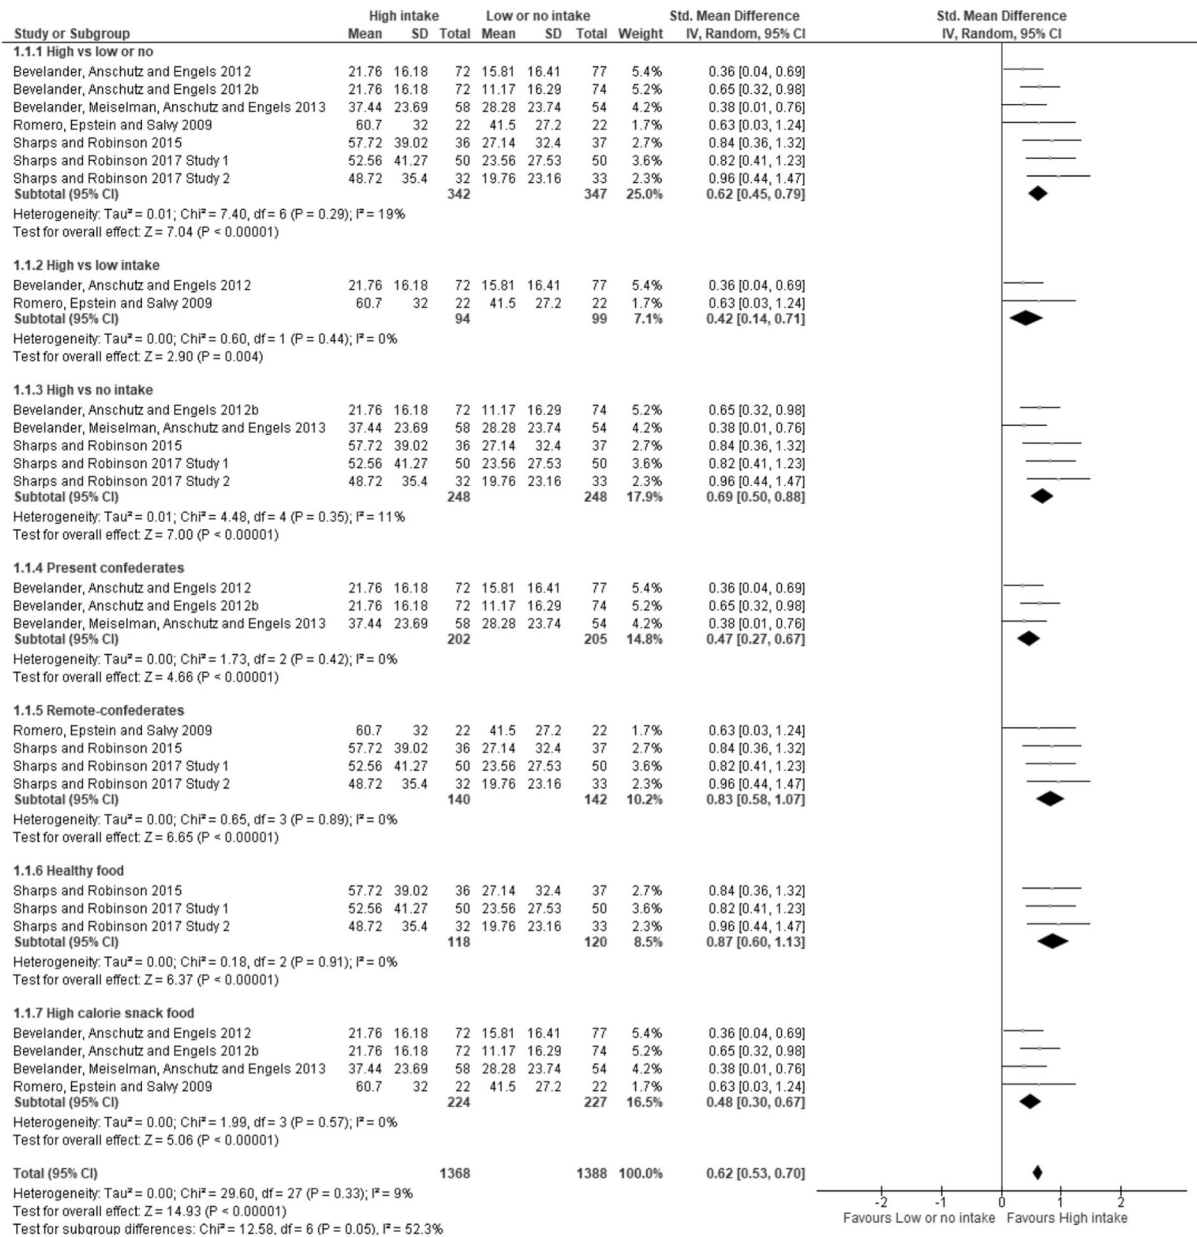 High intake Low or no intake Std. Mean Difference Std. Mean Difference
Study or Subgroup Mean SD Total Mean SD Total Weight IV, Random, 95% CI IV, Random, 95% CI
1.1.1 High vs low or no
Bevelander, Anschutz and Engels 2012 21.76 16.18 72 15.81 16.41 77 5.4% 0.36 [0.04, 0.69]
Bevelander, Anschutz and Engels 2012b 21.76 16.18 72 11.17 16.29 74 5.2% 0.65 [0.32, 0.98]
Bevelander, Meiselman, Anschutz and Engels 2013 37.44 23.69 58 28.28 23.74 54 4.2% 0.38 [0.01, 0.76]
Romero, Epstein and Salvy 2009 60.7 32 22 41.5 27.2 22 1.7% 0.63 [0.03, 1.24]
Sharps and Robinson 2015 57.72 39.02 36 27.14 32.4 37 2.7% 0.84 [0.36, 1.32]
Sharps and Robinson 2017 Study 1 52.56 41.27 50 23.56 27.53 50 3.6% 0.82 [0.41, 1.23]
Sharps and Robinson 2017 Study 2 48.72 35.4 32 19.76 23.16 33 2.3% 0.96 [0.44, 1.47]
Subtotal (95% CI) 342 347 25.0% 0.62 [0.45, 0.79]
Heterogeneity: Tau² = 0.01; Chi² = 7.40, df = 6 (P = 0.29); I² = 19%
Test for overall effect: Z = 7.04 (P < 0.00001)
1.1.2 High vs low intake
Bevelander, Anschutz and Engels 2012 21.76 16.18 72 15.81 16.41 77 5.4% 0.36 [0.04, 0.69]
Romero, Epstein and Salvy 2009 60.7 32 22 41.5 27.2 22 1.7% 0.63 [0.03, 1.24]
Subtotal (95% CI) 94 99 7.1% 0.42 [0.14, 0.71]
Heterogeneity: Tau² = 0.00; Chi² = 0.60, df = 1 (P = 0.44); I² = 0%
Test for overall effect: Z = 2.90 (P = 0.004)
1.1.3 High vs no intake
Bevelander, Anschutz and Engels 2012b 21.76 16.18 72 11.17 16.29 74 5.2% 0.65 [0.32, 0.98]
Bevelander, Meiselman, Anschutz and Engels 2013 37.44 23.69 58 28.28 23.74 54 4.2% 0.38 [0.01, 0.76]
Sharps and Robinson 2015 57.72 39.02 36 27.14 32.4 37 2.7% 0.84 [0.36, 1.32]
Sharps and Robinson 2017 Study 1 52.56 41.27 50 23.56 27.53 50 3.6% 0.82 [0.41, 1.23]
Sharps and Robinson 2017 Study 2 48.72 35.4 32 19.76 23.16 33 2.3% 0.96 [0.44, 1.47]
Subtotal (95% CI) 248 248 17.9% 0.69 [0.50, 0.88]
Heterogeneity: Tau² = 0.01; Chi² = 4.48, df = 4 (P = 0.35); I² = 11%
Test for overall effect: Z = 7.00 (P < 0.00001)
1.1.4 Present confederates
Bevelander, Anschutz and Engels 2012 21.76 16.18 72 15.81 16.41 77 5.4% 0.36 [0.04, 0.69]
Bevelander, Anschutz and Engels 2012b 21.76 16.18 72 11.17 16.29 74 5.2% 0.65 [0.32, 0.98]
Bevelander, Meiselman, Anschutz and Engels 2013 37.44 23.69 58 28.28 23.74 54 4.2% 0.38 [0.01, 0.76]
Subtotal (95% CI) 202 205 14.8% 0.47 [0.27, 0.67]
Heterogeneity: Tau² = 0.00; Chi² = 1.73, df = 2 (P = 0.42); I² = 0%
Test for overall effect: Z = 4.66 (P < 0.00001)
1.1.5 Remote-confederates
Romero, Epstein and Salvy 2009 60.7 32 22 41.5 27.2 22 1.7% 0.63 [0.03, 1.24]
Sharps and Robinson 2015 57.72 39.02 36 27.14 32.4 37 2.7% 0.84 [0.36, 1.32]
Sharps and Robinson 2017 Study 1 52.56 41.27 50 23.56 27.53 50 3.6% 0.82 [0.41, 1.23]
Sharps and Robinson 2017 Study 2 48.72 35.4 32 19.76 23.16 33 2.3% 0.96 [0.44, 1.47]
Subtotal (95% CI) 140 142 10.2% 0.83 [0.58, 1.07]
Heterogeneity: Tau² = 0.00; Chi² = 0.65, df = 3 (P = 0.89); I² = 0%
Test for overall effect: Z = 6.65 (P < 0.00001)
1.1.6 Healthy food
Sharps and Robinson 2015 57.72 39.02 36 27.14 32.4 37 2.7% 0.84 [0.36, 1.32]
Sharps and Robinson 2017 Study 1 52.56 41.27 50 23.56 27.53 50 3.6% 0.82 [0.41, 1.23]
Sharps and Robinson 2017 Study 2 48.72 35.4 32 19.76 23.16 33 2.3% 0.96 [0.44, 1.47]
Subtotal (95% CI) 118 120 8.5% 0.87 [0.60, 1.13]
Heterogeneity: Tau² = 0.00; Chi² = 0.18, df = 2 (P = 0.91); I² = 0%
Test for overall effect: Z = 6.37 (P < 0.00001)
1.1.7 High calorie snack food
Bevelander, Anschutz and Engels 2012 21.76 16.18 72 15.81 16.41 77 5.4% 0.36 [0.04, 0.69]
Bevelander, Anschutz and Engels 2012b 21.76 16.18 72 11.17 16.29 74 5.2% 0.65 [0.32, 0.98]
Bevelander, Meiselman, Anschutz and Engels 2013 37.44 23.69 58 28.28 23.74 54 4.2% 0.38 [0.01, 0.76]
Romero, Epstein and Salvy 2009 60.7 32 22 41.5 27.2 22 1.7% 0.63 [0.03, 1.24]
Subtotal (95% CI) 224 227 16.5% 0.48 [0.30, 0.67]
Heterogeneity: Tau² = 0.00; Chi² = 1.99, df = 3 (P = 0.57); I² = 0%
Test for overall effect: Z = 5.06 (P < 0.00001)
Total (95% CI) 1368 1388 100.0% 0.62 [0.53, 0.70]
Heterogeneity: Tau² = 0.00; Chi² = 29.60, df = 27 (P = 0.33); I² = 9%
Test for overall effect: Z = 14.93 (P < 0.00001)
Test for subgroup differences: Chi² = 12.58, df = 6 (P = 0.05), I² = 52.3%
-2 -1 0 1 2
Favours Low or no intake Favours High intake